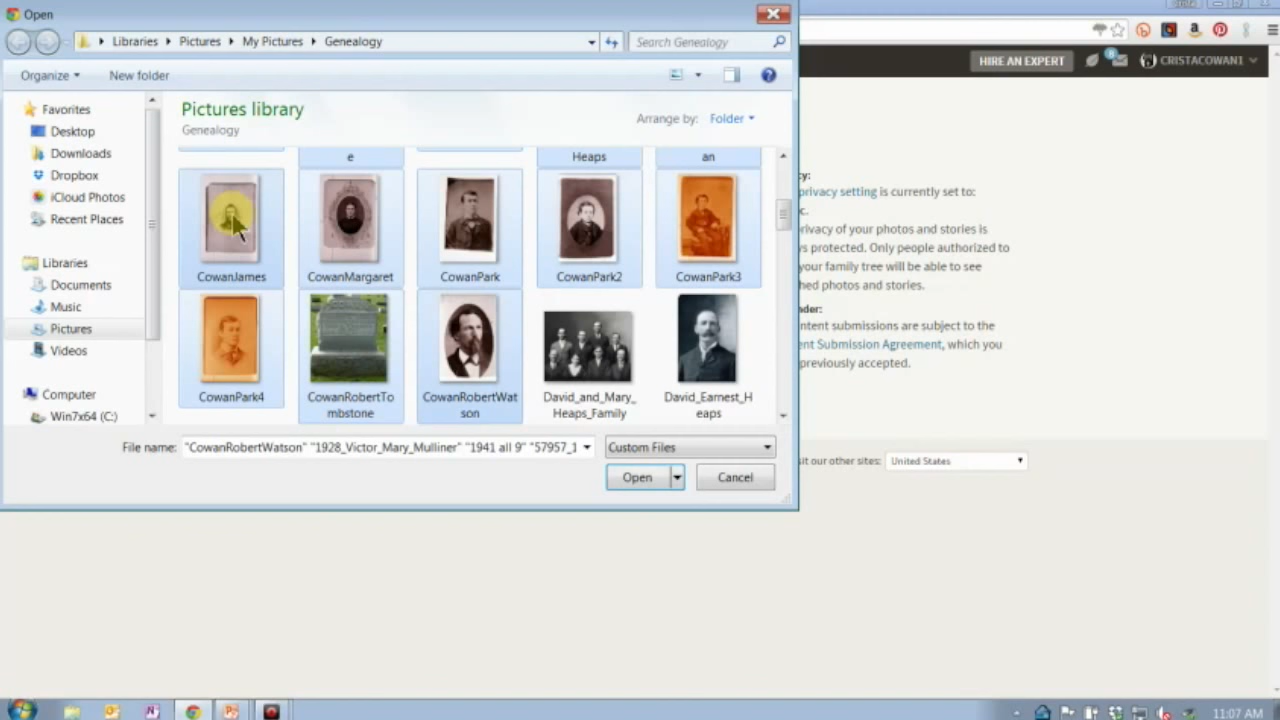 Open
Libraries Pictures My Pictures Genealogy
Search Genealogy
Organize
New folder
HIRE AN EXPERT
8
CRISTACOWAN1
Favorites
Desktop
Downloads
Dropbox
iCloud Photos
Recent Places
Libraries
Documents
Music
Pictures
Videos
Computer
Win7x64 (C:)
Pictures library
Genealogy
Arrange by: Folder
e
Heaps
an
CowanJames
CowanMargaret
CowanPark
CowanPark2
CowanPark3
CowanPark4
CowanRobertTo
mbstone
CowanRobertWat
son
David_and_Mary_
Heaps_Family
David_Earnest_H
eaps
File name: "CowanRobertWatson" "1928_Victor_Mary_Mulliner" "1941 all 9" "57957_1
Custom Files
Open
Cancel
cy:
privacy setting is currently set to:
c.
rivacy of your photos and stories is
ys protected. Only people authorized to
your family tree will be able to see
hed photos and stories.
nder:
ntent submissions are subject to the
ent Submission Agreement, which you
previously accepted.
sit our other sites: United States
11:07 AM